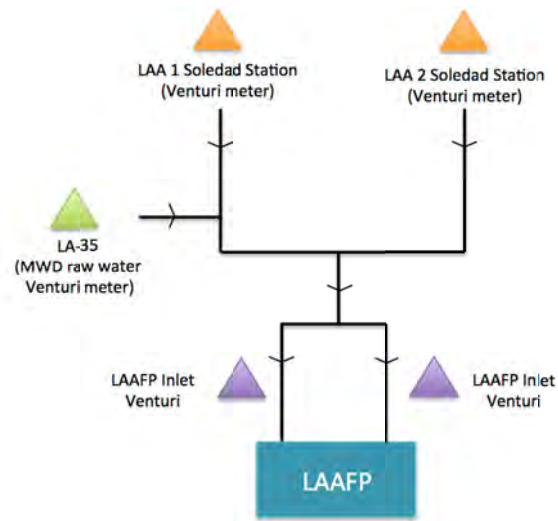 LAA 1 Soledad Station
(Venturi meter)
LAA 2 Soledad Station
(Venturi meter)
LA-35
(MWD raw water
Venturi meter)
LAAFP Inlet
Venturi
LAAFP Inlet
Venturi
LAAFP